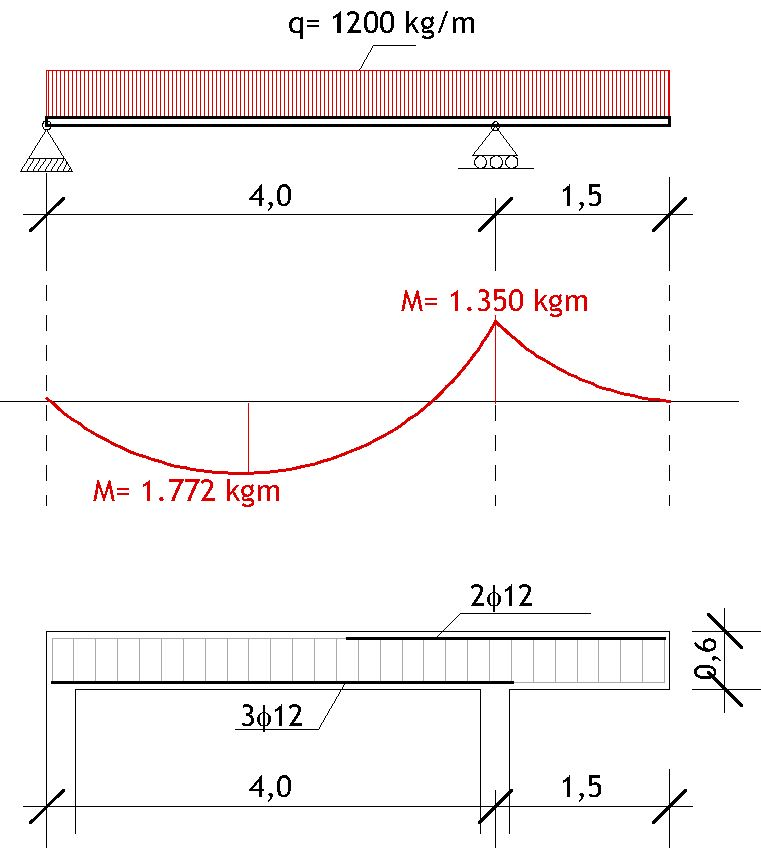 q= 1200 kg/m
4,0
1,5
M= 1.350 kgm
M= 1.772 kgm
2ϕ12
0,6
3ϕ12
4,0
1,5